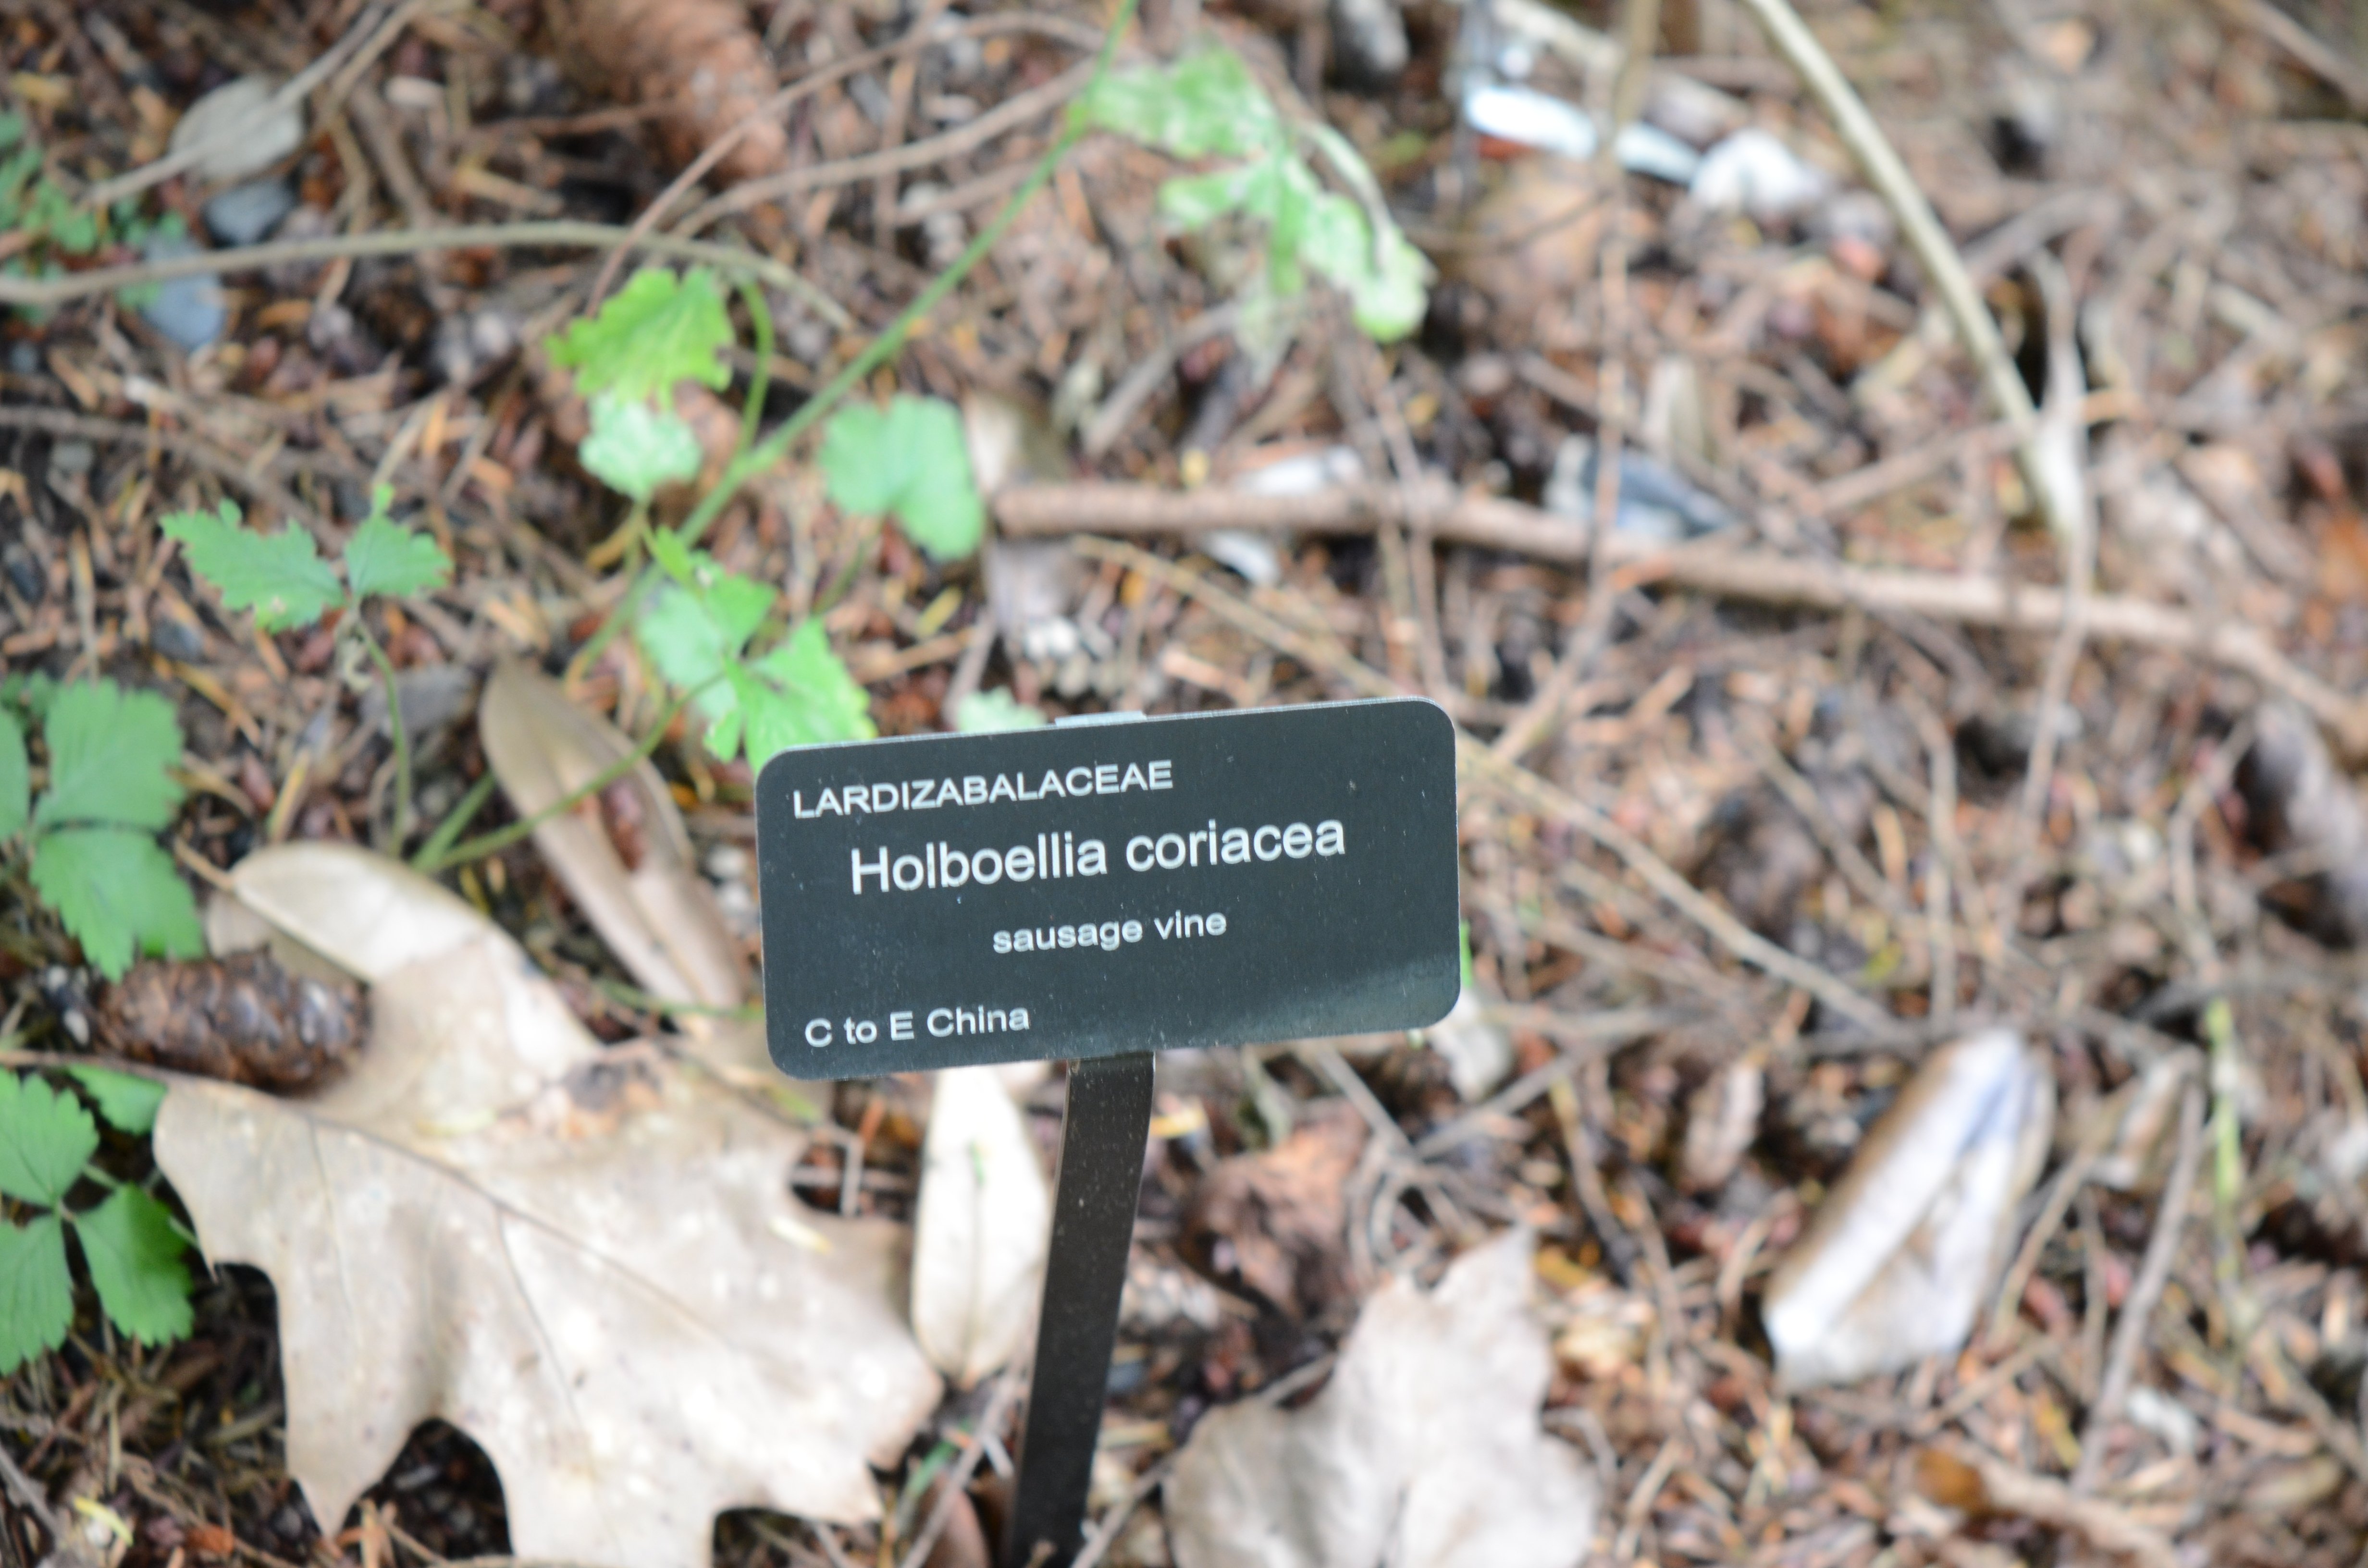 LARDIZABALACEAE
Holboellia coriacea
sausage vine
C to E China